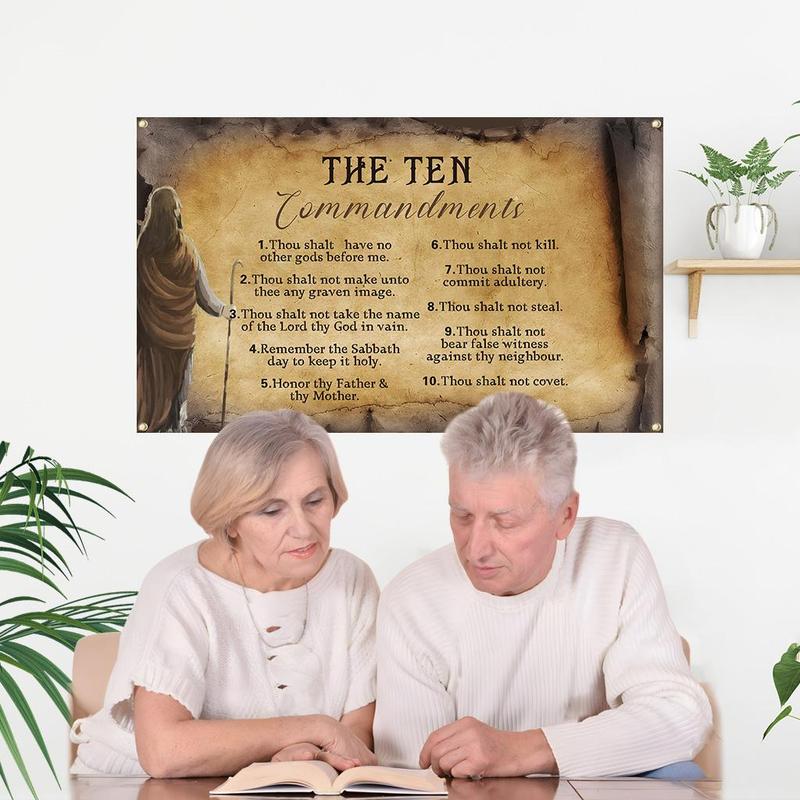 THE TEN
Commandments
1.Thou shalt have no
other gods before me.
2.Thou shalt not make unto
thee any graven image.
3.Thou shalt not take the name
of the Lord thy God in vain.
4.Remember the Sabbath
day to keep it holy.
5.Honor thy Father &
thy Mother.
6.Thou shalt not kill.
7.Thou shalt not
commit adultery.
8.Thou shalt not steal.
9.Thou shalt not
bear false witness
against thy neighbour.
10.Thou shalt not covet.